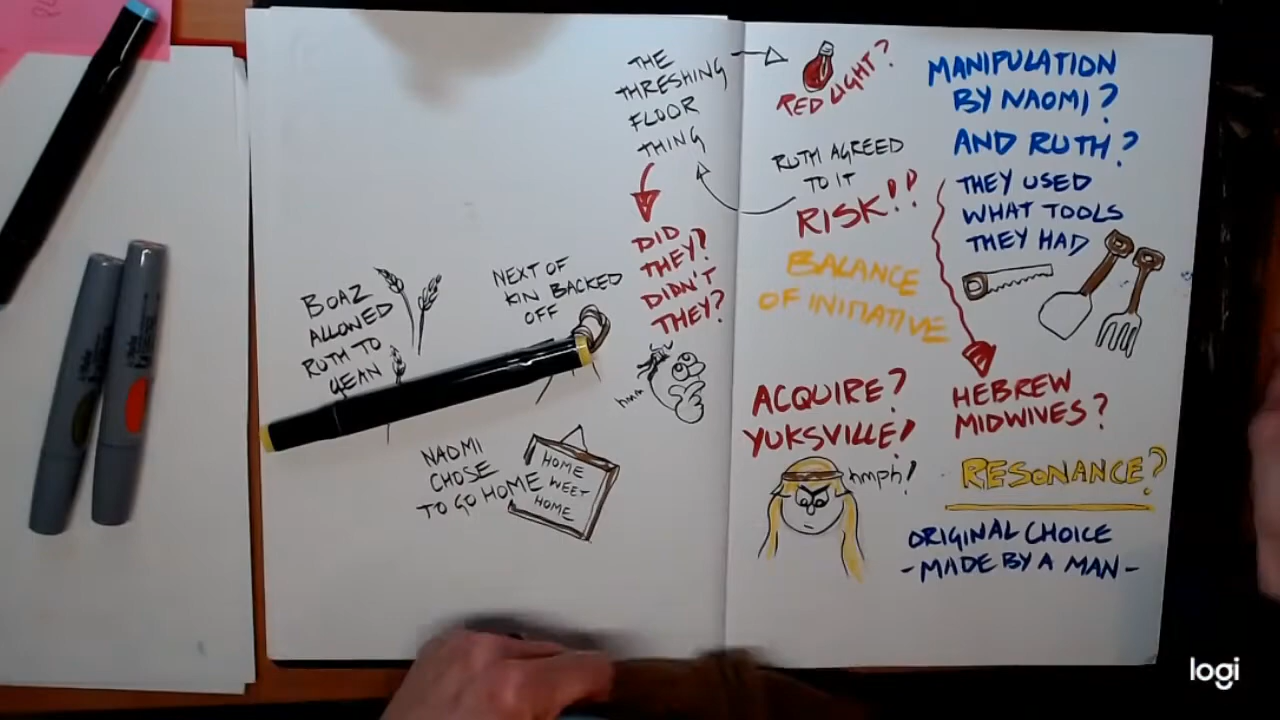 THE
THRESHING
FLOOR
THING
RED LIGHT?
MANIPULATION
BY NAOMI?
AND RUTH?
THEY USED
WHAT TOOLS
THEY HAD
RUTH AGREED
TO IT
RISK!!
BALANCE
OF INITIATIVE
DID
THEY?
DIDN'T
THEY?
hmm
NEXT OF
KIN BACKED
OFF
BOAZ
ALLOWED
RUTH TO
GEAN
NAOMI
CHOSE
TO GO HOME
HOME
WEET
HOME
ACQUIRE?
YUKSVILLE!
hmph!
HEBREW
MIDWIVES?
RESONANCE?
ORIGINAL CHOICE
-MADE BY A MAN-
logi